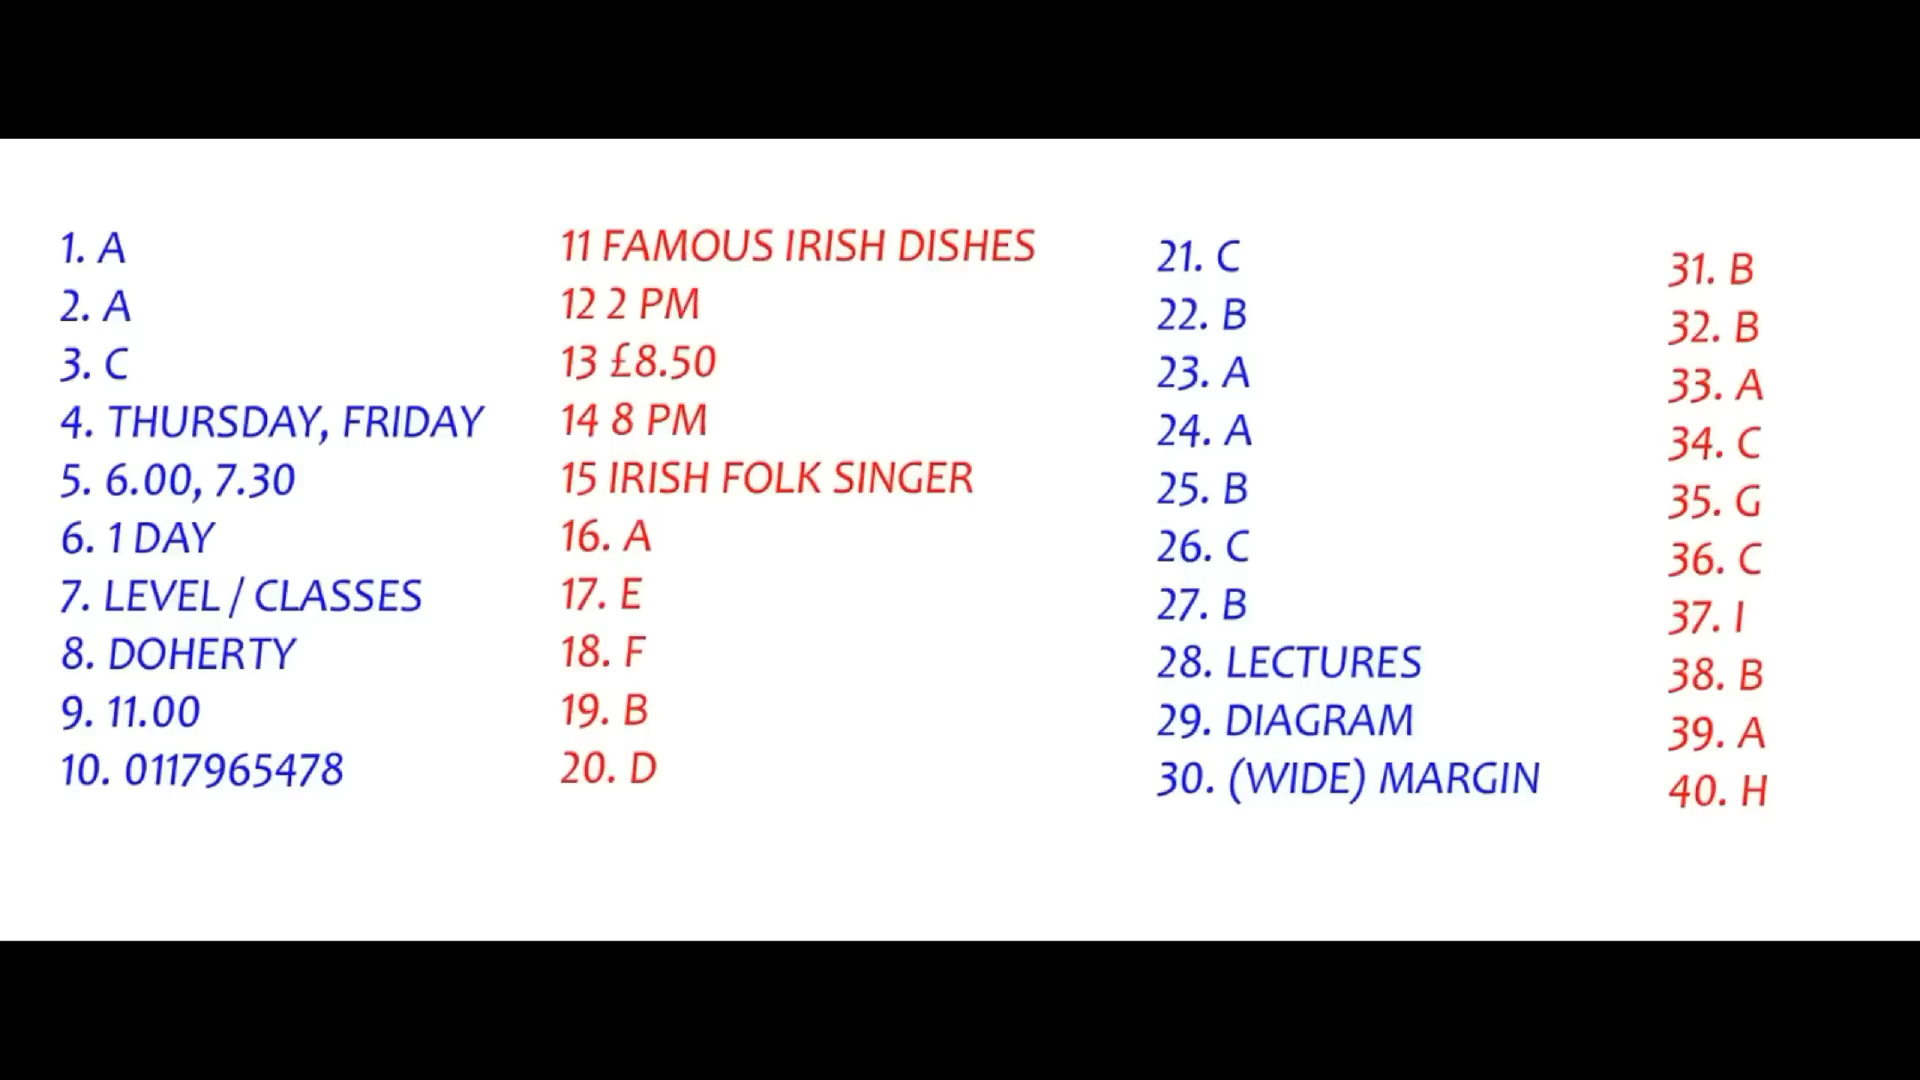 1. A
2. A
3. C
4. THURSDAY, FRIDAY
5. 6.00, 7.30
6. 1 DAY
7. LEVEL / CLASSES
8. DOHERTY
9. 11.00
10. 0117965478
11 FAMOUS IRISH DISHES
12 2 PM
13 £8.50
14 8 PM
15 IRISH FOLK SINGER
16. A
17. E
18. F
19. B
20. D
21. C
22. B
23. A
24. A
25. B
26. C
27. B
28. LECTURES
29. DIAGRAM
30. (WIDE) MARGIN
31. B
32. B
33. A
34. C
35. G
36. C
37. I
38. B
39. A
40. H